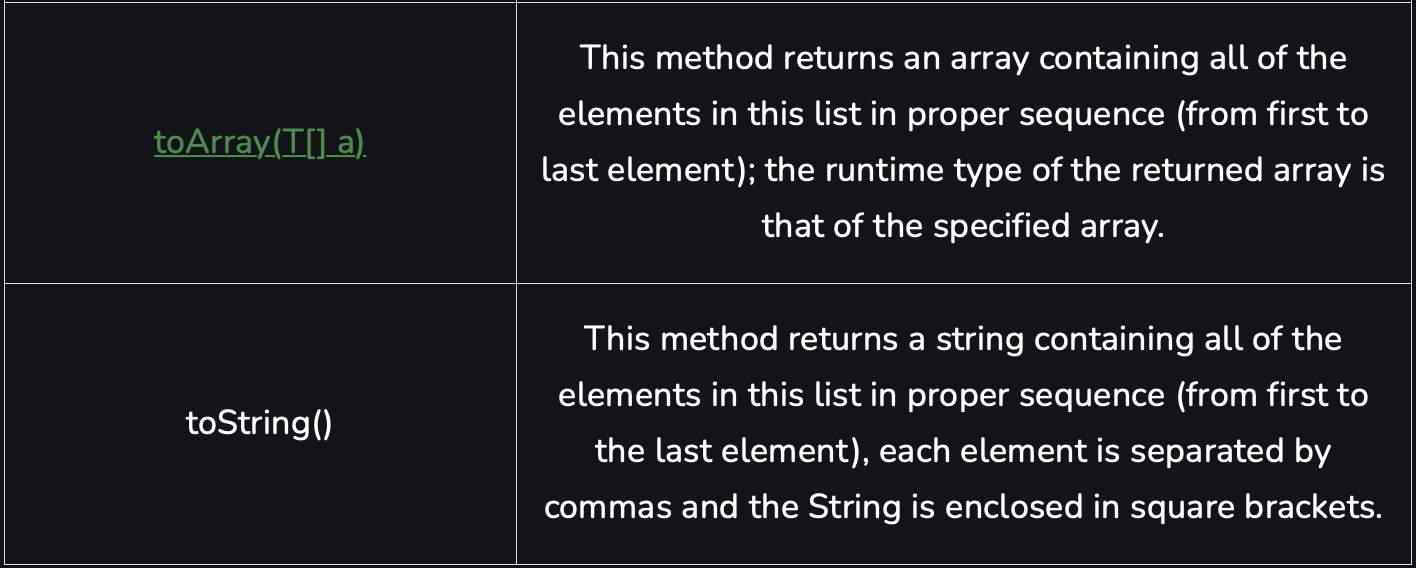 toArray(T[] a)
This method returns an array containing all of the
elements in this list in proper sequence (from first to
last element); the runtime type of the returned array is
that of the specified array.
toString()
This method returns a string containing all of the
elements in this list in proper sequence (from first to
the last element), each element is separated by
commas and the String is enclosed in square brackets.